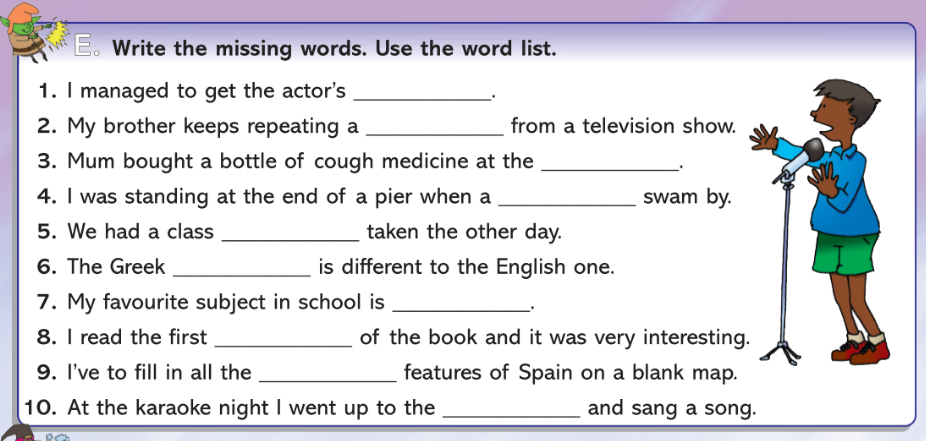 E. Write the missing words. Use the word list.
1. I managed to get the actor's ____________.
2. My brother keeps repeating a ____________ from a television show.
3. Mum bought a bottle of cough medicine at the ____________.
4. I was standing at the end of a pier when a ____________ swam by.
5. We had a class ____________ taken the other day.
6. The Greek ____________ is different to the English one.
7. My favourite subject in school is ____________.
8. I read the first ____________ of the book and it was very interesting.
9. I've to fill in all the ____________ features of Spain on a blank map.
10. At the karaoke night I went up to the ____________ and sang a song.